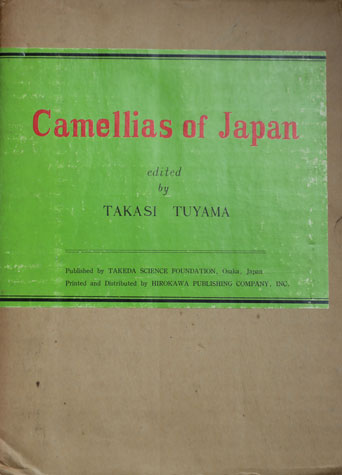 Camellias of Japan
edited
by
TAKASI TUYAMA
Published by TAKEDA SCIENCE FOUNDATION, Osaka, Japan
Printed and Distributed by HIROKAWA PUBLISHING COMPANY, INC.